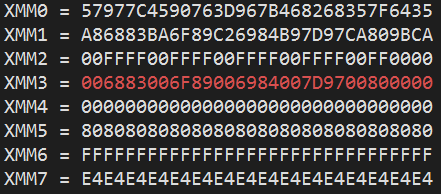 XMM0 = 57977C4590763D967B468268357F6435
XMM1 = A86883BA6F89C26984B97D97CA809BCA
XMM2 = 00FFFF00FFFF00FFFF00FFFF00FF0000
XMM3 = 006883006F89006984007D9700800000
XMM4 = 00000000000000000000000000000000
XMM5 = 80808080808080808080808080808080
XMM6 = FFFFFFFFFFFFFFFFFFFFFFFFFFFFFFFF
XMM7 = E4E4E4E4E4E4E4E4E4E4E4E4E4E4E4E4